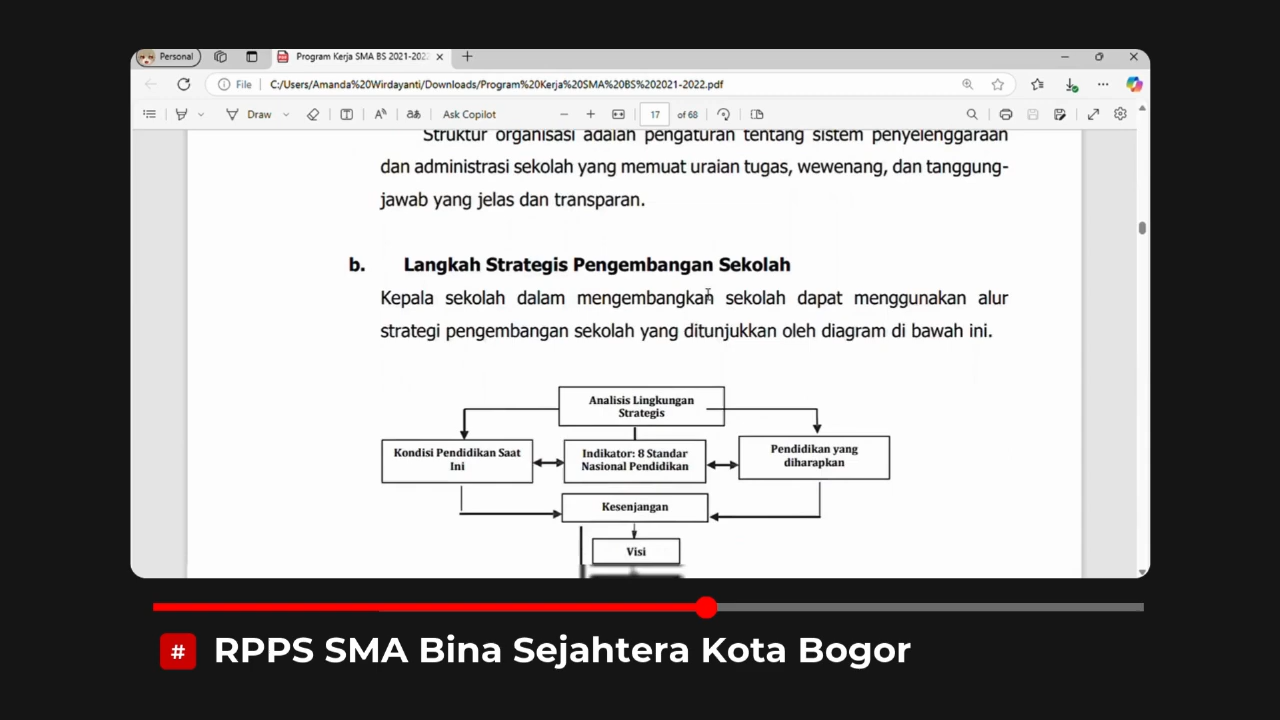 Personal
Program Kerja SMA BS 2021-202
File
C:/Users/Amanda%20Wirdayanti/Downloads/Program%20Kerja%20SMA%20BS%202021-2022.pdf
Draw
Ask Copilot
17
of 68
Struktur organisasi adalah pengaturan tentang sistem penyelenggaraan
dan administrasi sekolah yang memuat uraian tugas, wewenang, dan tanggung-
jawab yang jelas dan transparan.
b. Langkah Strategis Pengembangan Sekolah
Kepala sekolah dalam mengembangkan sekolah dapat menggunakan alur
strategi pengembangan sekolah yang ditunjukkan oleh diagram di bawah ini.
Analisis Lingkungan
Strategis
Kondisi Pendidikan Saat
Ini
Indikator: 8 Standar
Nasional Pendidikan
Pendidikan yang
diharapkan
Kesenjangan
Visi
# RPPS SMA Bina Sejahtera Kota Bogor